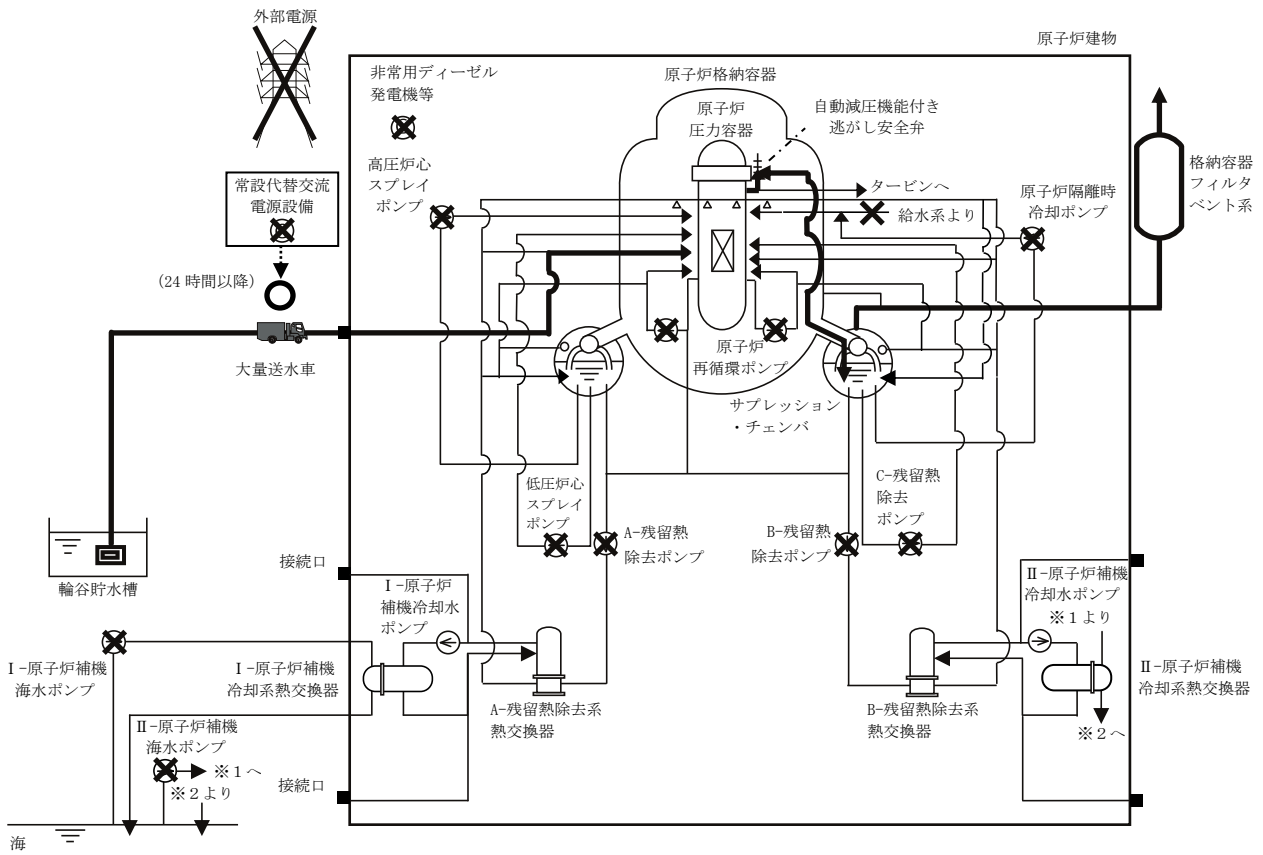 外部電源
原子炉建物
非常用ディーゼル
発電機等
原子炉格納容器
原子炉
圧力容器
自動減圧機能付き
逃がし安全弁
高圧炉心
スプレイ
ポンプ
常設代替交流
電源設備
タービンへ
給水系より
原子炉隔離時
冷却ポンプ
格納容器
フィルタ
ベント系
(24 時間以降)
大量送水車
原子炉
再循環ポンプ
サプレッション
・チェンバ
低圧炉心
スプレイ
ポンプ
A-残留熱
除去ポンプ
B-残留熱
除去ポンプ
C-残留熱
除去
ポンプ
輪谷貯水槽
接続口
Ⅰ-原子炉
補機冷却水
ポンプ
Ⅱ-原子炉補機
冷却水ポンプ
※1より
Ⅰ-原子炉補機
海水ポンプ
Ⅰ-原子炉補機
冷却系熱交換器
Ⅱ-原子炉補機
冷却系熱交換器
A-残留熱除去系
熱交換器
B-残留熱除去系
熱交換器
※2へ
Ⅱ-原子炉補機
海水ポンプ
※1へ
※2より
接続口
海